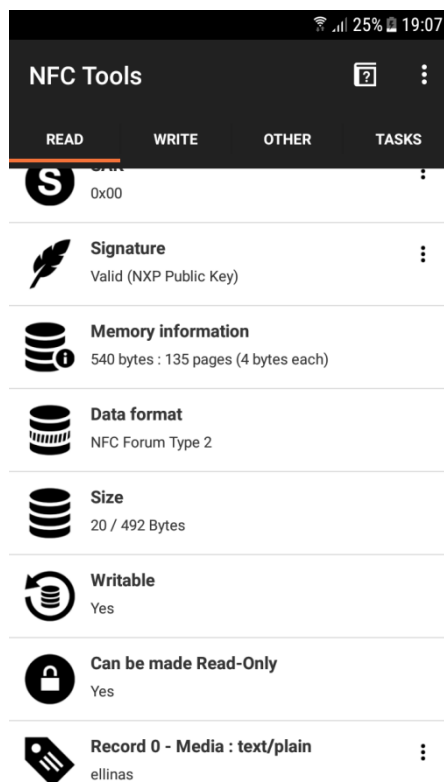 25% 19:07
NFC Tools
READ WRITE OTHER TASKS
0x00
Signature
Valid (NXP Public Key)
Memory information
540 bytes : 135 pages (4 bytes each)
Data format
NFC Forum Type 2
Size
20 / 492 Bytes
Writable
Yes
Can be made Read-Only
Yes
Record 0 - Media : text/plain
ellinas